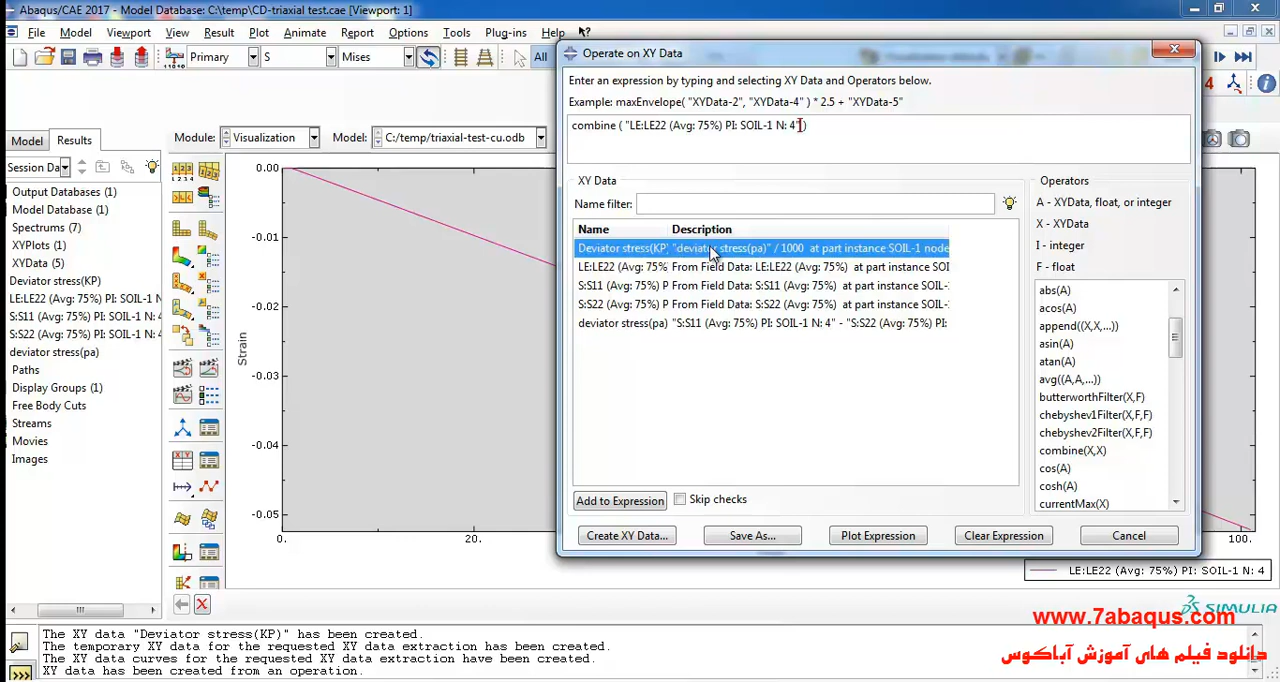 Abaqus/CAE 2017 - Model Database: C:\temp\CD-triaxial test.cae [Viewport: 1]
File Model Viewport View Result Plot Animate Report Options Tools Plug-ins Help
Primary S Mises All
Operate on XY Data
Enter an expression by typing and selecting XY Data and Operators below.
Example: maxEnvelope( "XYData-2", "XYData-4" ) * 2.5 + "XYData-5"
combine ( "LE:LE22 (Avg: 75%) PI: SOIL-1 N: 4")
Model Results
Module: Visualization Model: C:/temp/triaxial-test-cu.odb
Session Da
Output Databases (1)
Model Database (1)
Spectrums (7)
XYPlots (1)
XYData (5)
Deviator stress(KP)
LE:LE22 (Avg: 75%) PI: SOIL-1 N: 4
S:S11 (Avg: 75%) PI: SOIL-1 N: 4
S:S22 (Avg: 75%) PI: SOIL-1 N: 4
deviator stress(pa)
Paths
Display Groups (1)
Free Body Cuts
Streams
Movies
Images
0.00
-0.01
-0.03
-0.04
-0.05
Strain
0. 20. 100.
XY Data
Name filter:
Name Description
Deviator stress(KP) "deviator stress(pa)" / 1000 at part instance SOIL-1 node
LE:LE22 (Avg: 75% From Field Data: LE:LE22 (Avg: 75%) at part instance SOI
S:S11 (Avg: 75%) P From Field Data: S:S11 (Avg: 75%) at part instance SOIL-
S:S22 (Avg: 75%) P From Field Data: S:S22 (Avg: 75%) at part instance SOIL-
deviator stress(pa) "S:S11 (Avg: 75%) PI: SOIL-1 N: 4" - "S:S22 (Avg: 75%) PI:
Add to Expression Skip checks
Operators
A - XYData, float, or integer
X - XYData
I - integer
F - float
abs(A)
acos(A)
append((X,X,...))
asin(A)
atan(A)
avg((A,A,...))
butterworthFilter(X,F)
chebyshev1Filter(X,F,F)
chebyshev2Filter(X,F,F)
combine(X,X)
cos(A)
cosh(A)
currentMax(X)
Create XY Data... Save As... Plot Expression Clear Expression Cancel
LE:LE22 (Avg: 75%) PI: SOIL-1 N: 4
SIMULIA
www.7abaqus.com
دانلود فیلم های آموزش آباکوس
The XY data "Deviator stress(KP)" has been created.
The temporary XY data for the requested XY data extraction has been created.
The XY data curves for the requested XY data extraction have been created.
XY data has been created from an operation.